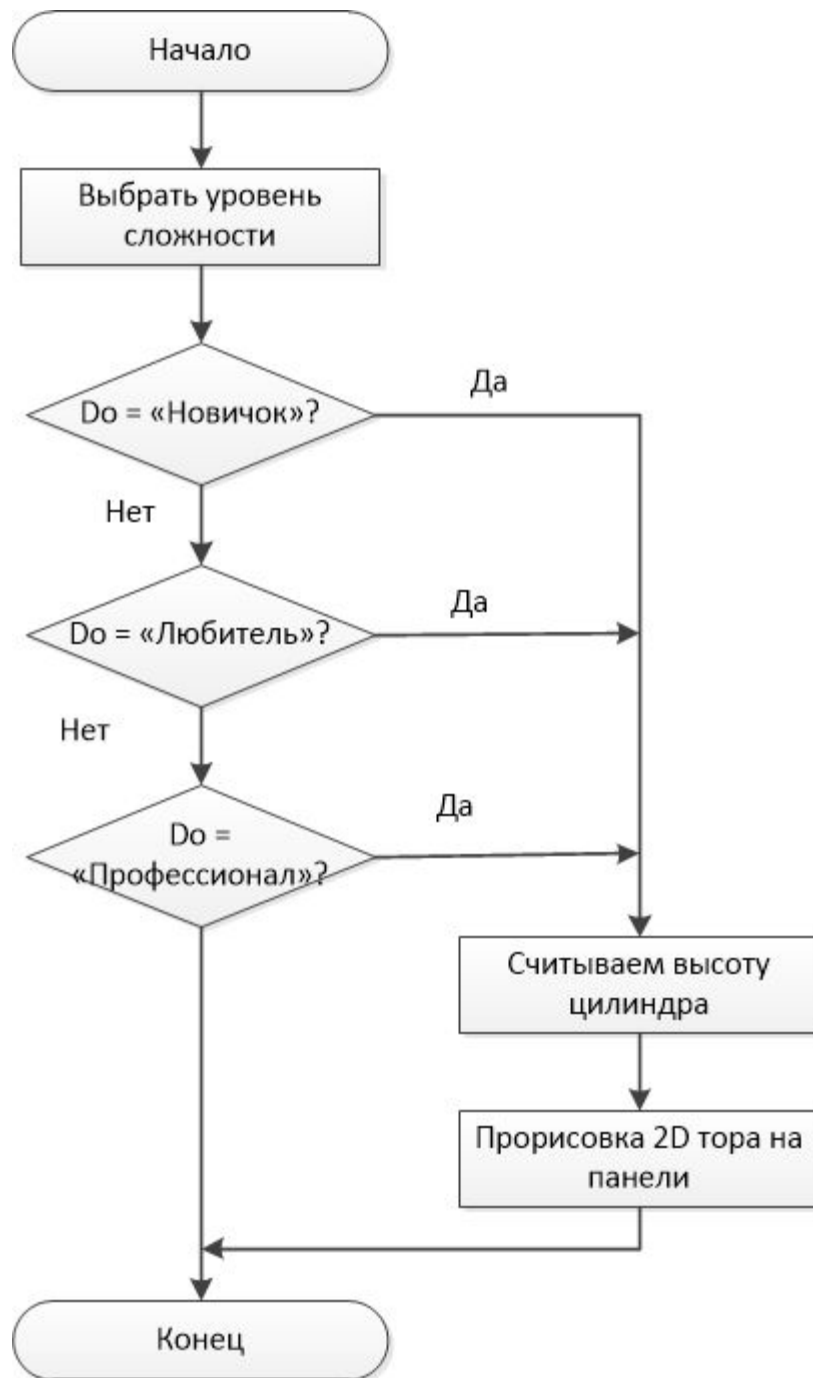 Начало
Выбрать уровень
сложности
Do = «Новичок»?
Да
Нет
Do = «Любитель»?
Да
Нет
Do =
«Профессионал»?
Да
Считываем высоту
цилиндра
Прорисовка 2D тора на
панели
Конец